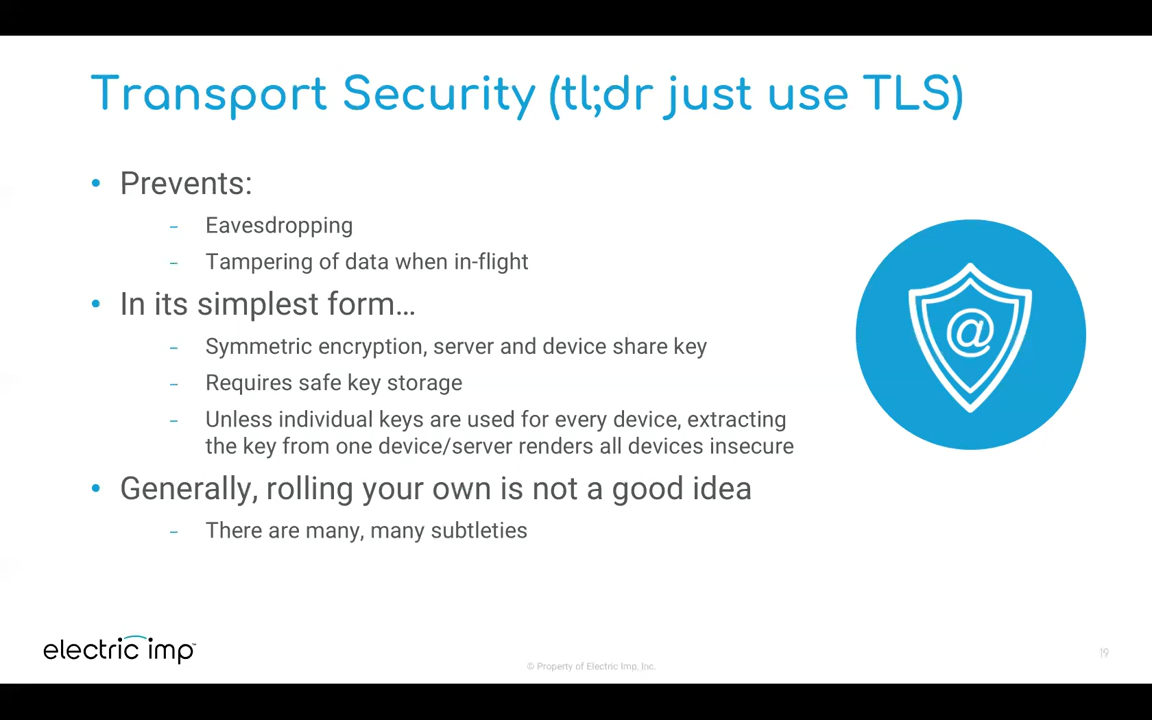 Transport Security (tl;dr just use TLS)
• Prevents:
– Eavesdropping
– Tampering of data when in-flight
• In its simplest form…
– Symmetric encryption, server and device share key
– Requires safe key storage
– Unless individual keys are used for every device, extracting
the key from one device/server renders all devices insecure
• Generally, rolling your own is not a good idea
– There are many, many subtleties
@
electric imp™
© Property of Electric Imp, Inc.
19